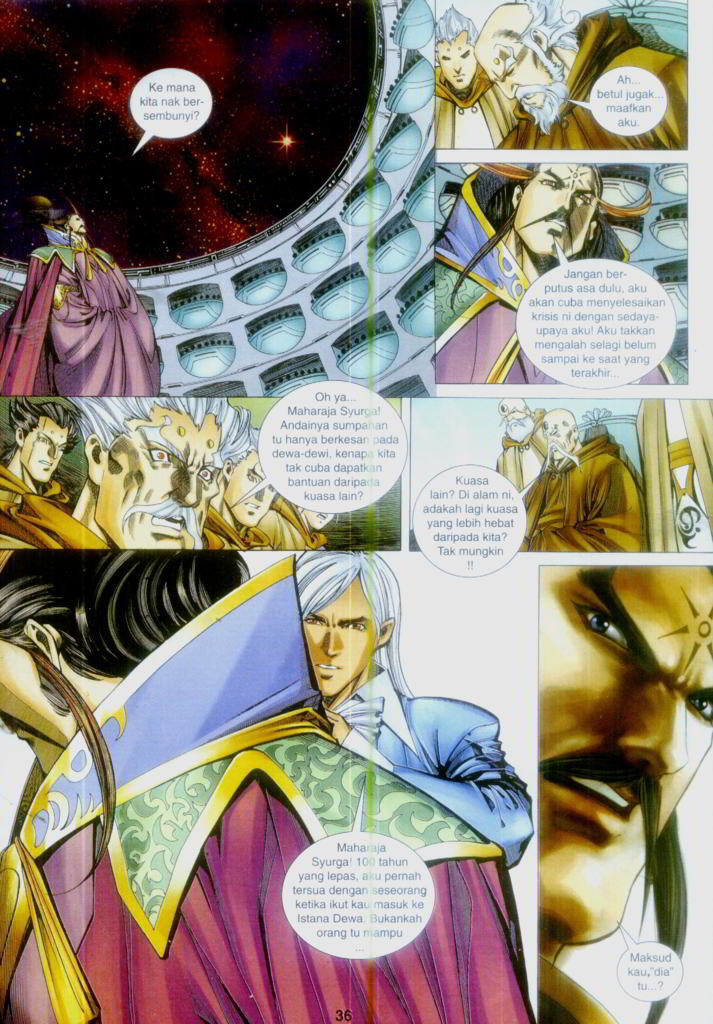 Ke mana
kita nak ber-
sembunyi?
Ah...
betul jugak...
maafkan
aku.
Jangan ber-
putus asa dulu, aku
akan cuba menyelesaikan
krisis ni dengan sedaya-
upaya aku! Aku takkan
mengalah selagi belum
sampai ke saat yang
terakhir...
Oh ya...
Maharaja Syurga!
Andainya sumpahan
tu hanya berkesan pada
dewa-dewi, kenapa kita
tak cuba dapatkan
bantuan daripada
kuasa lain?
Kuasa
lain? Di alam ni,
adakah lagi kuasa
yang lebih hebat
daripada kita?
Tak mungkin
!!
Maharaja
Syurga! 100 tahun
yang lepas, aku pernah
tersua dengan seseorang
ketika ikut kau masuk ke
Istana Dewa. Bukankah
orang tu mampu
...
Maksud
kau,"dia"
tu...?
36